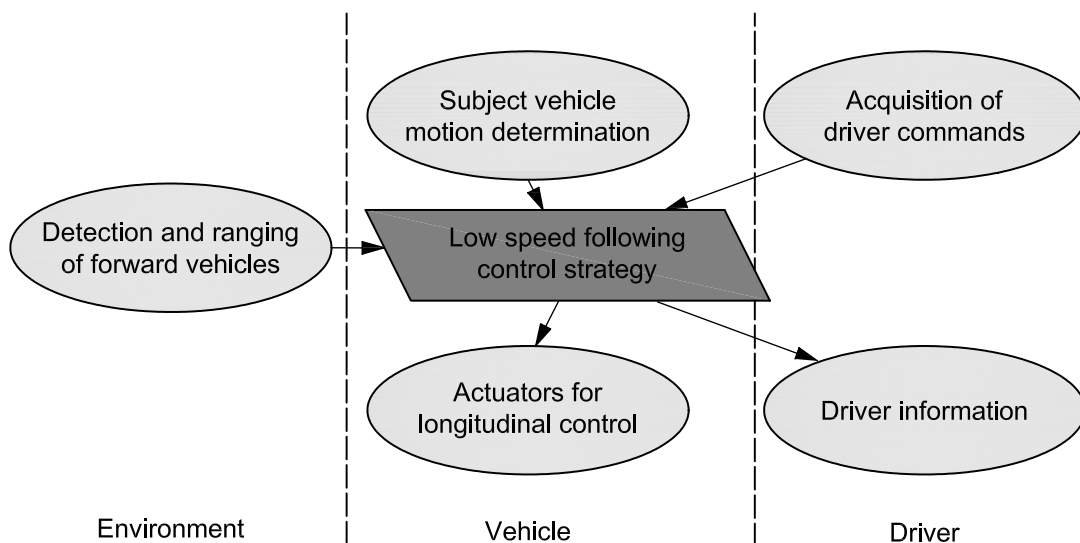 Subject vehicle
motion determination
Acquisition of
driver commands
Detection and ranging
of forward vehicles
Low speed following
control strategy
Actuators for
longitudinal control
Driver information
Environment
Vehicle
Driver